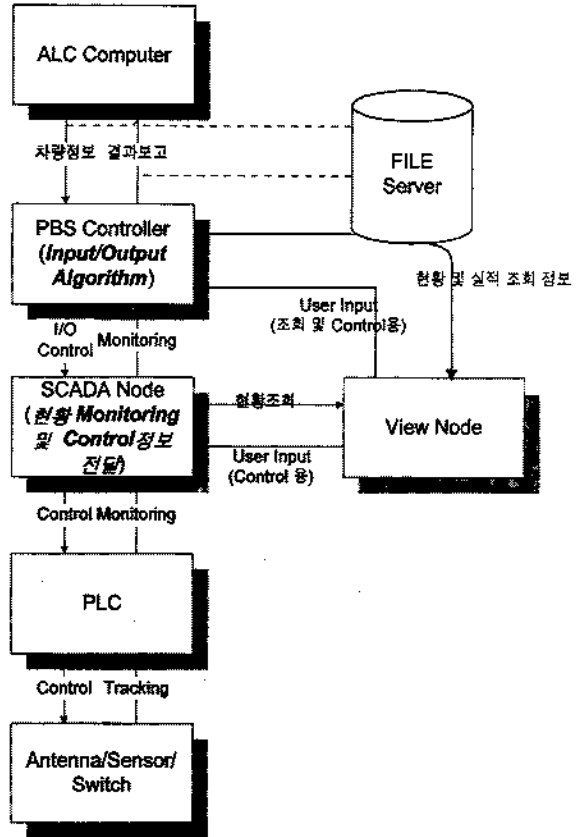 ALC Computer
차량정보 결과보고
FILE
Server
PBS Controller
(Input/Output
Algorithm)
현황 및 실적 조회 정보
User Input
(조회 및 Control용)
I/O
Control Monitoring
SCADA Node
(현황 Monitoring
및 Control정보
전달)
현황조회
View Node
User Input
(Control 용)
Control Monitoring
PLC
Control Tracking
Antenna/Sensor/
Switch